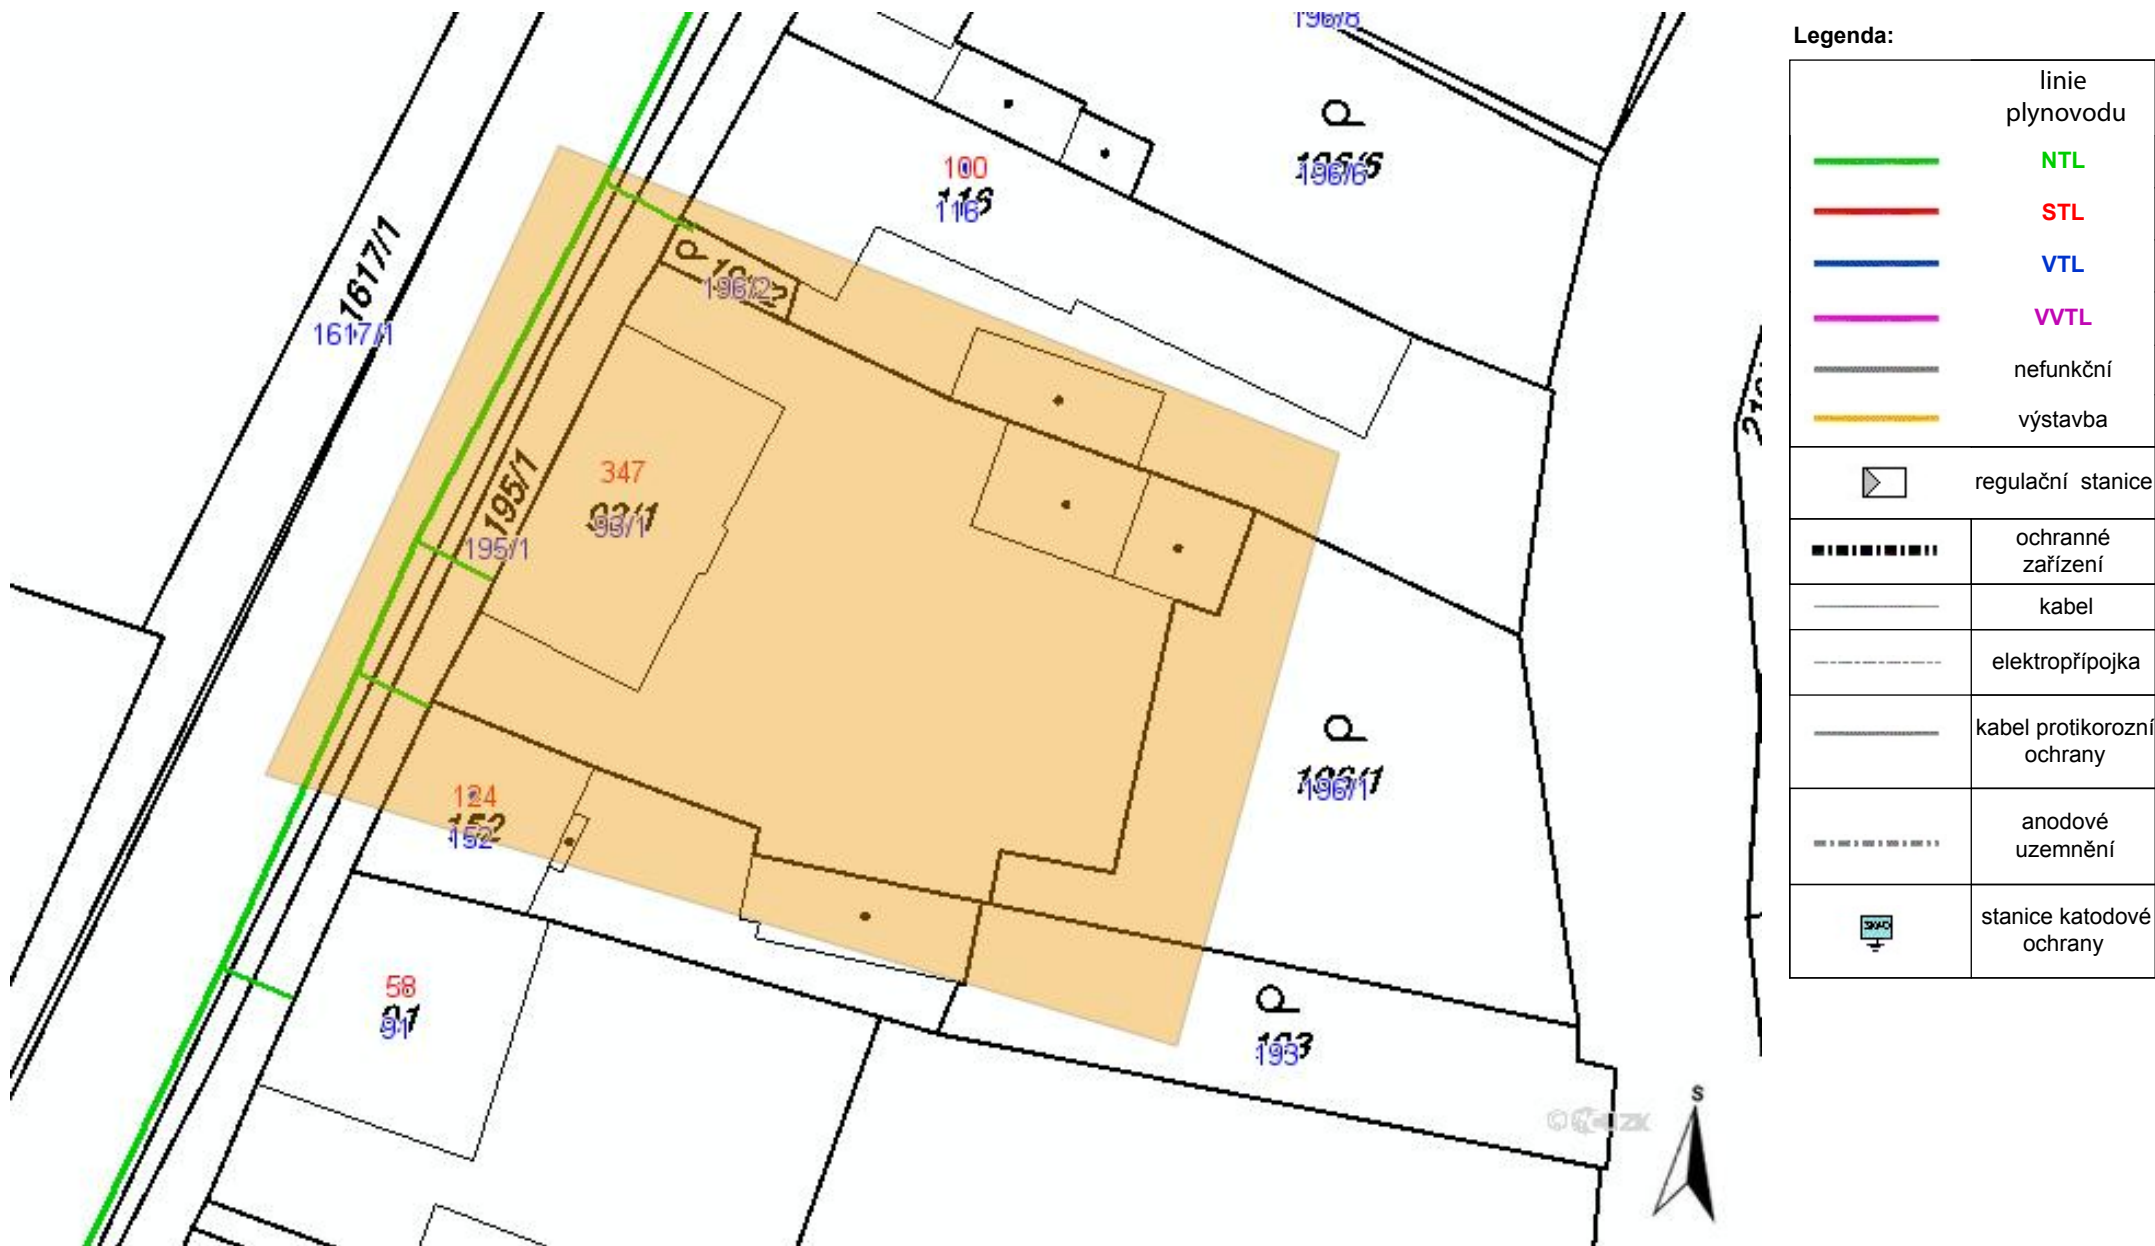 196/8
Legenda:
linie
plynovodu
NTL
STL
VTL
VVTL
nefunkční
výstavba
regulační stanice
ochranné
zařízení
kabel
elektropřípojka
kabel protikorozní
ochrany
anodové
uzemnění
stanice katodové
ochrany
100
116
196/6
196/6
1617/1
1617/1
196/2
347
93/1
93/1
195/1
195/1
124
152
152
196/1
196/1
58
91
91
193
193
S